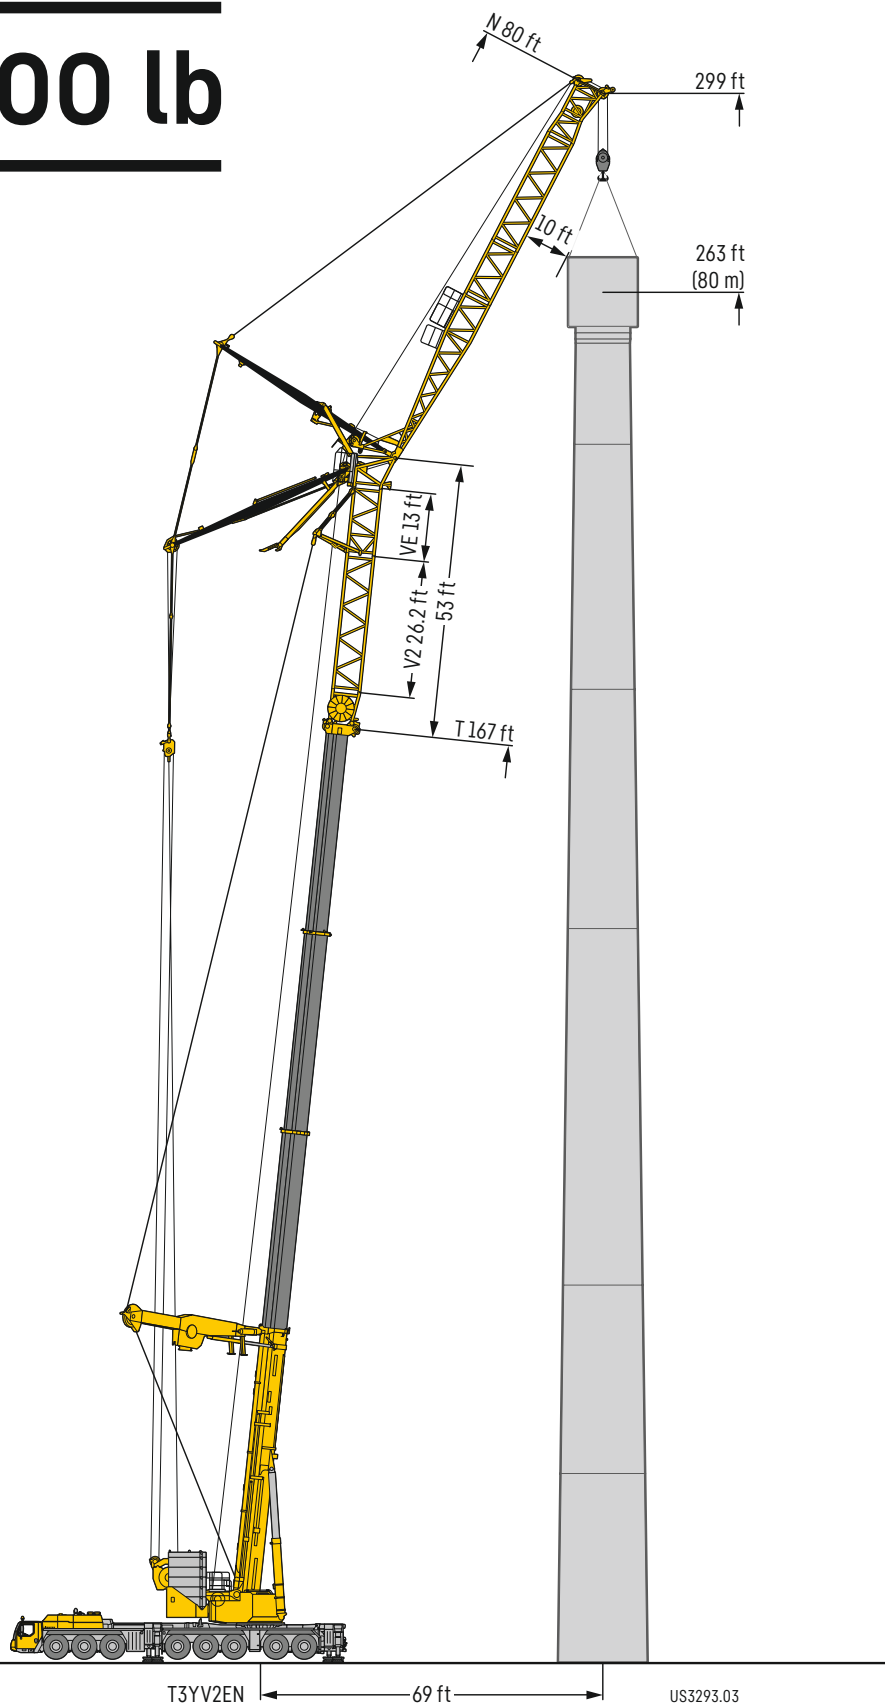 00 lb
N 80 ft
299 ft
10 ft
263 ft
(80 m)
VE 13 ft
V2 26.2 ft
53 ft
T 167 ft
T3YV2EN
69 ft
US3293.03